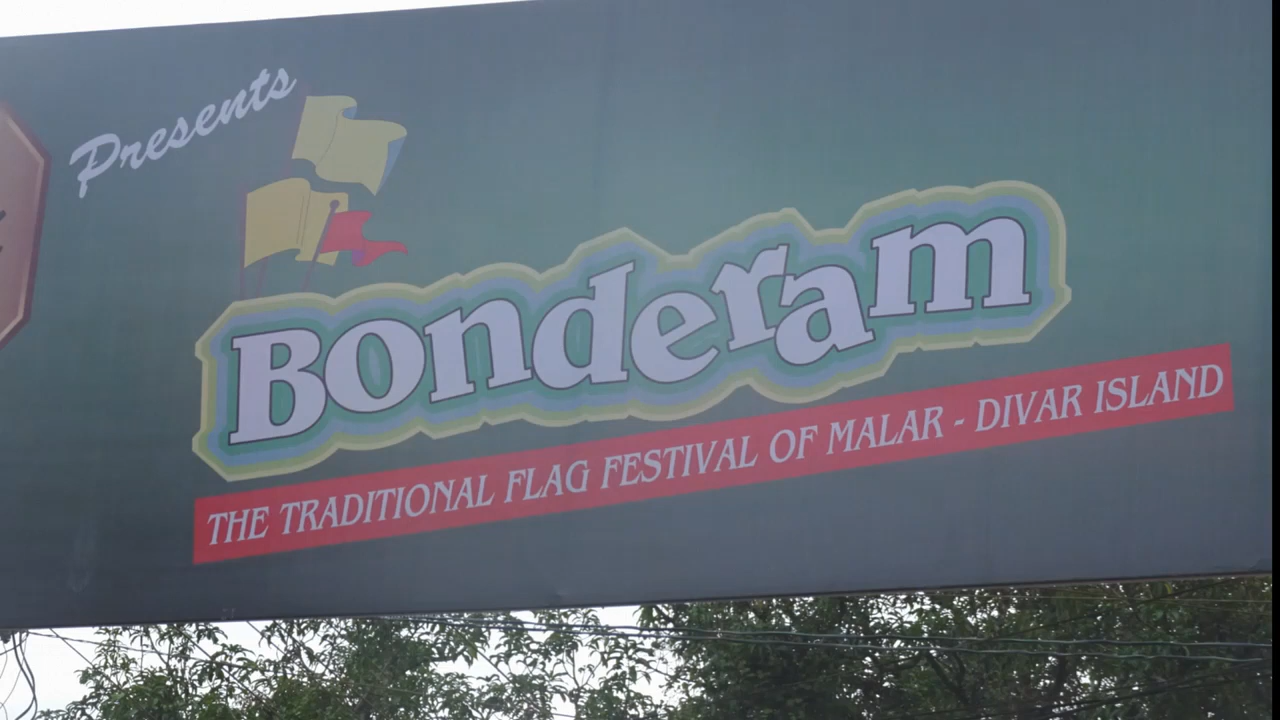 Presents
Bonderam
THE TRADITIONAL FLAG FESTIVAL OF MALAR - DIVAR ISLAND